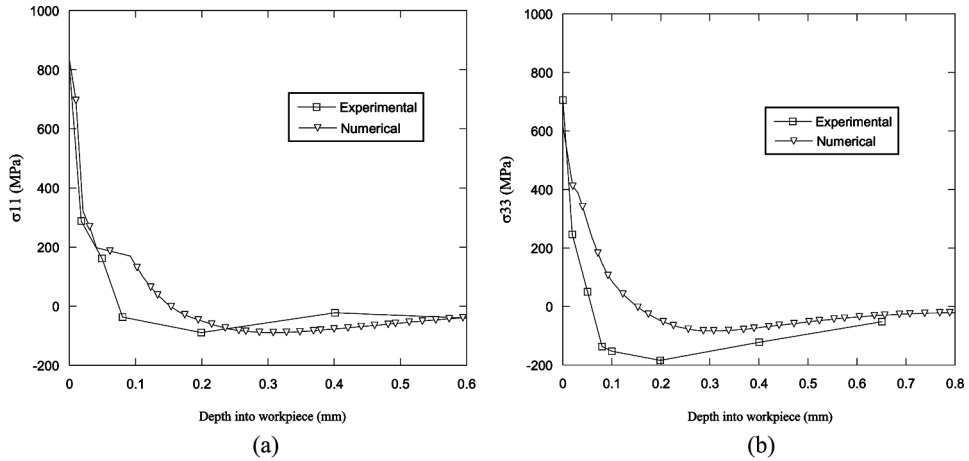 1000
800
600
400
200
0
-200
σ11 (MPa)
Experimental
Numerical
0 0.1 0.2 0.3 0.4 0.5 0.6
Depth into workpiece (mm)
(a)
1000
800
600
400
200
0
-200
σ33 (MPa)
Experimental
Numerical
0 0.1 0.2 0.3 0.4 0.5 0.6 0.7 0.8
Depth into workpiece (mm)
(b)